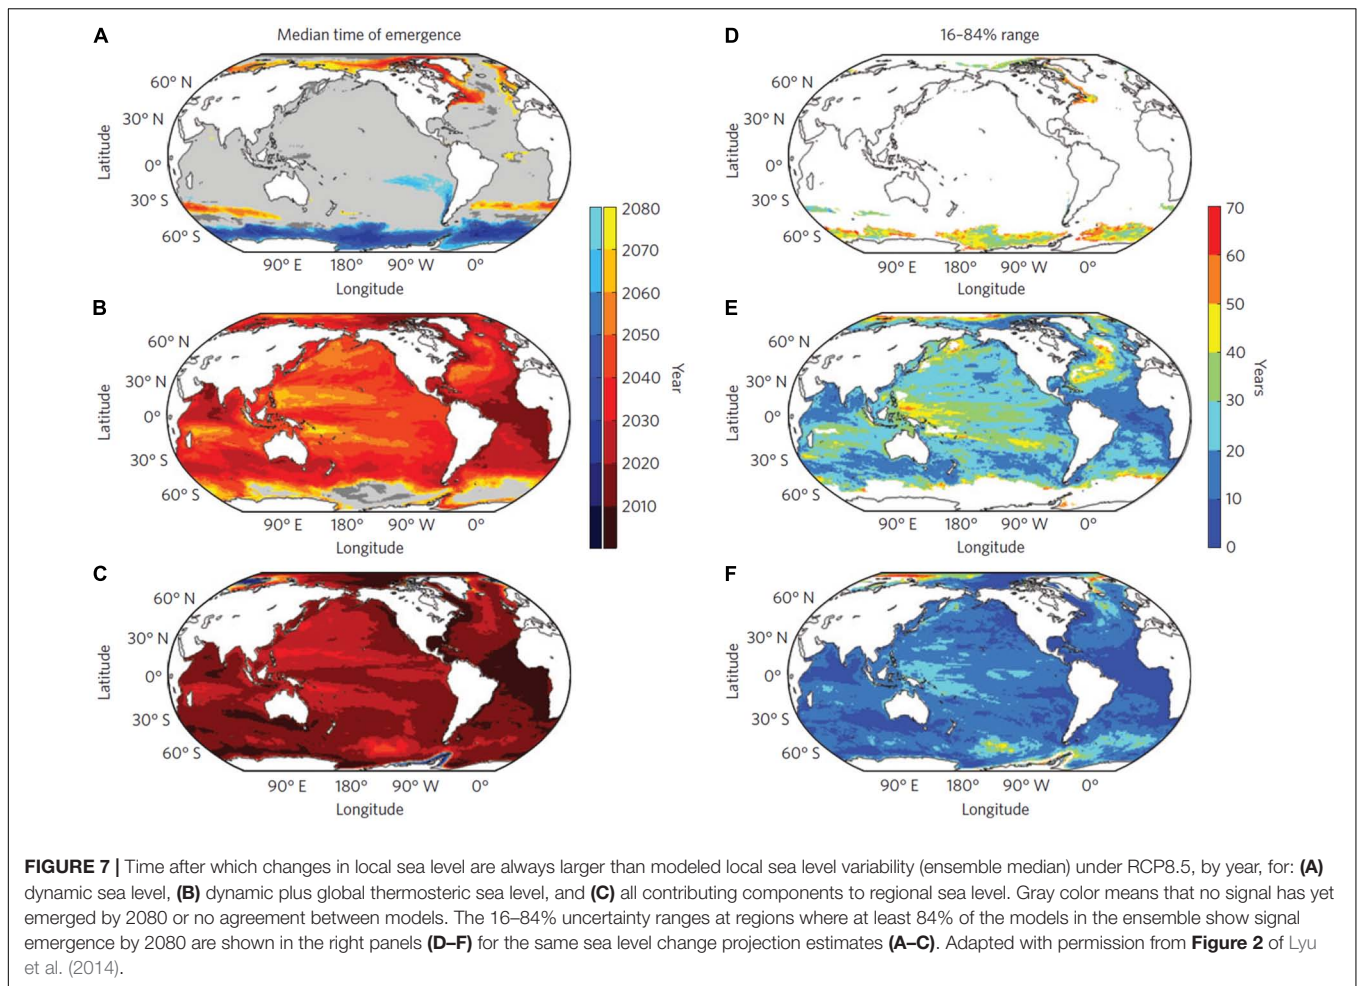 A
Median time of emergence
60° N
30° N
0°
30° S
60° S
Latitude
90° E 180° 90° W 0°
Longitude
B
60° N
30° N
0°
30° S
60° S
Latitude
90° E 180° 90° W 0°
Longitude
C
60° N
30° N
0°
30° S
60° S
Latitude
90° E 180° 90° W 0°
Longitude
2080
2070
2060
2050
2040
2030
2020
2010
Year
D
16–84% range
60° N
30° N
0°
30° S
60° S
Latitude
90° E 180° 90° W 0°
Longitude
E
60° N
30° N
0°
30° S
60° S
Latitude
90° E 180° 90° W 0°
Longitude
F
60° N
30° N
0°
30° S
60° S
Latitude
90° E 180° 90° W 0°
Longitude
70
60
50
40
30
20
10
0
Years
FIGURE 7 | Time after which changes in local sea level are always larger than modeled local sea level variability (ensemble median) under RCP8.5, by year, for: (A)
dynamic sea level, (B) dynamic plus global thermosteric sea level, and (C) all contributing components to regional sea level. Gray color means that no signal has yet
emerged by 2080 or no agreement between models. The 16–84% uncertainty ranges at regions where at least 84% of the models in the ensemble show signal
emergence by 2080 are shown in the right panels (D–F) for the same sea level change projection estimates (A–C). Adapted with permission from Figure 2 of Lyu
et al. (2014).